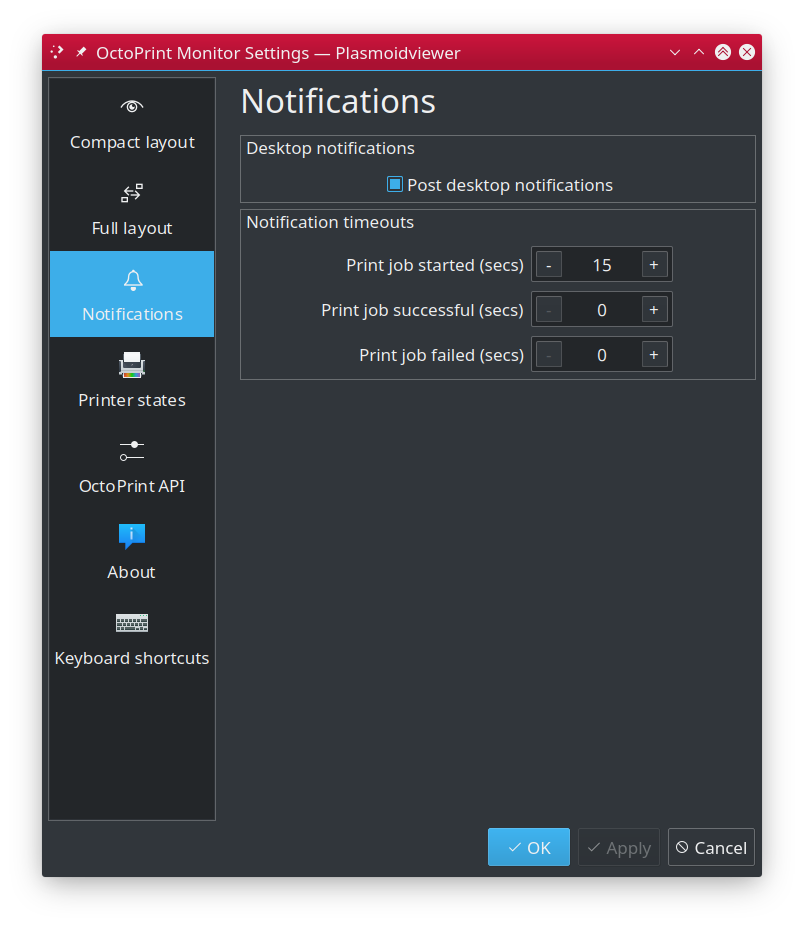 OctoPrint Monitor Settings — Plasmoidviewer
Compact layout
Full layout
Notifications
Printer states
OctoPrint API
About
Keyboard shortcuts
Notifications
Desktop notifications
Post desktop notifications
Notification timeouts
Print job started (secs) - 15 +
Print job successful (secs) - 0 +
Print job failed (secs) - 0 +
OK Apply Cancel